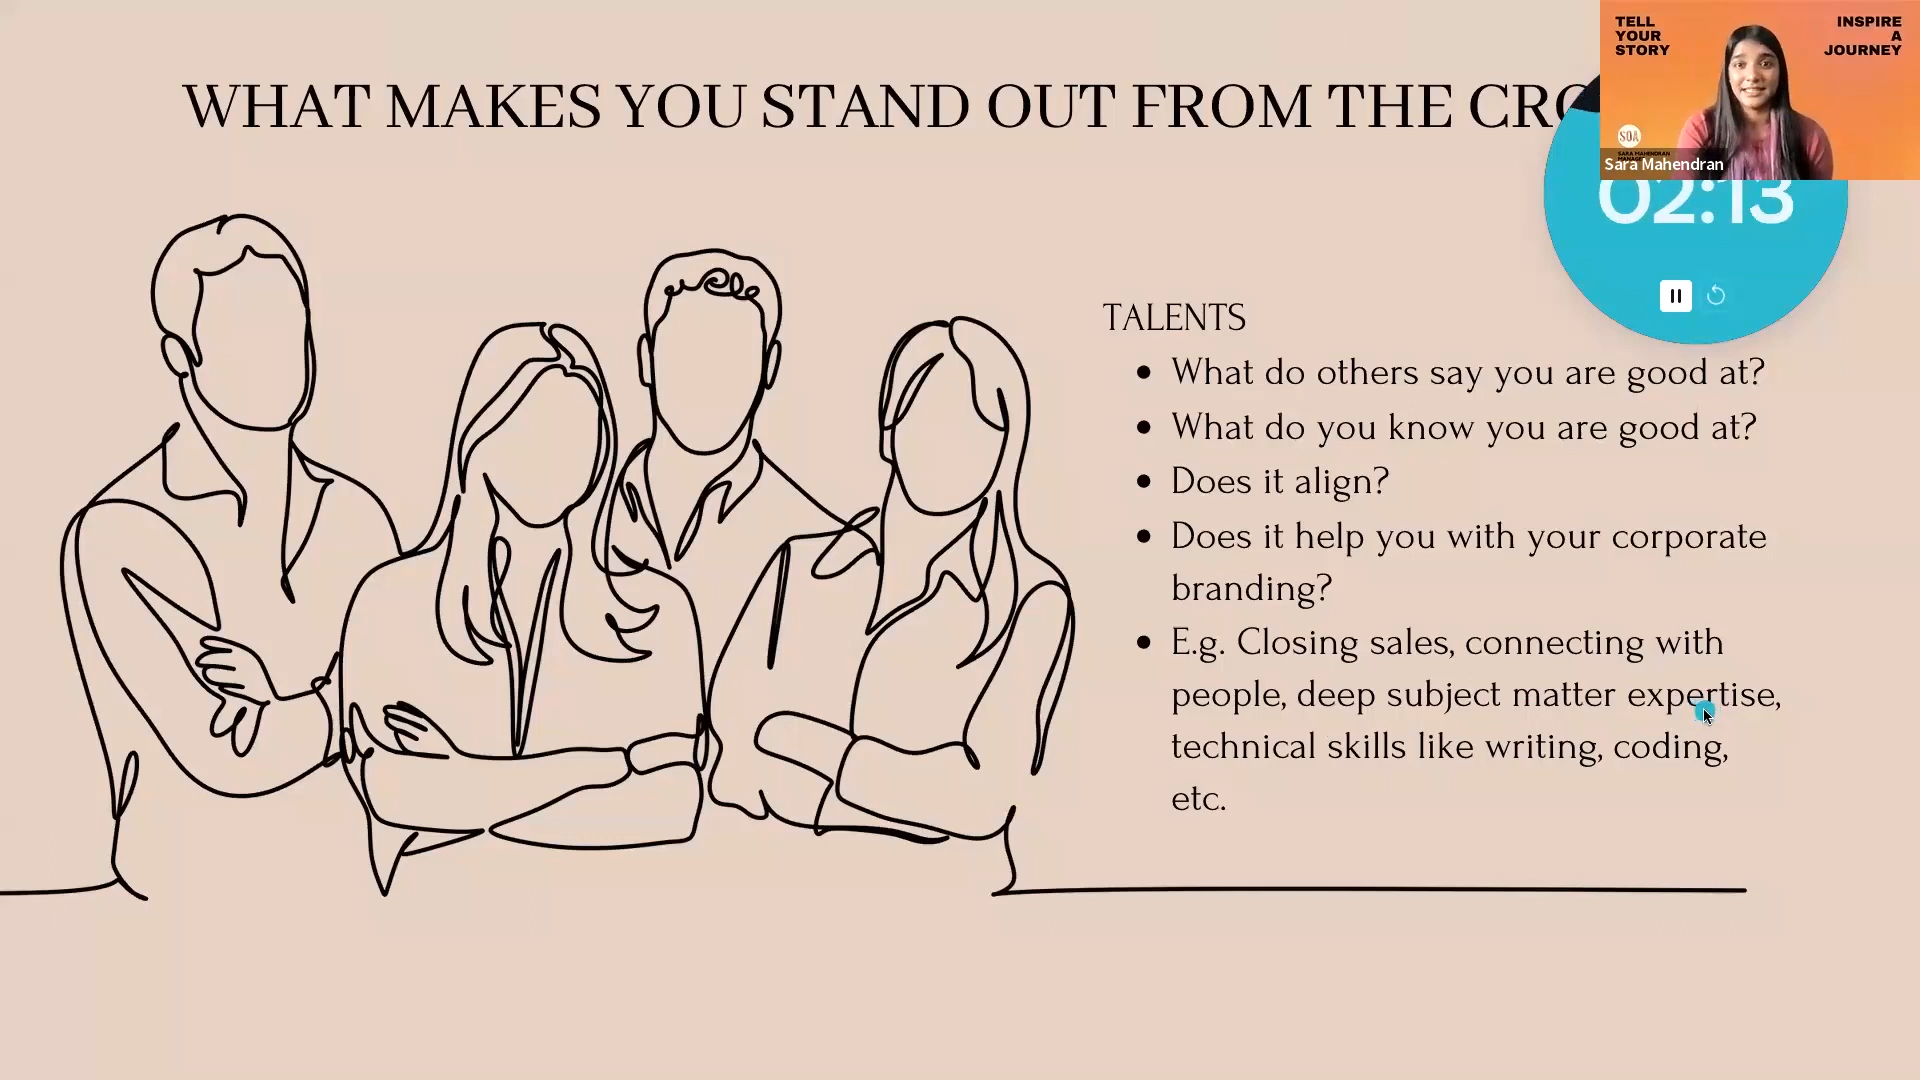 WHAT MAKES YOU STAND OUT FROM THE
TELL
YOUR
STORY
INSPIRE
A
JOURNEY
SOA
SARA MAHENDRAN
Sara Mahendran
02:13
TALENTS
• What do others say you are good at?
• What do you know you are good at?
• Does it align?
• Does it help you with your corporate
branding?
• E.g. Closing sales, connecting with
people, deep subject matter expertise,
technical skills like writing, coding,
etc.